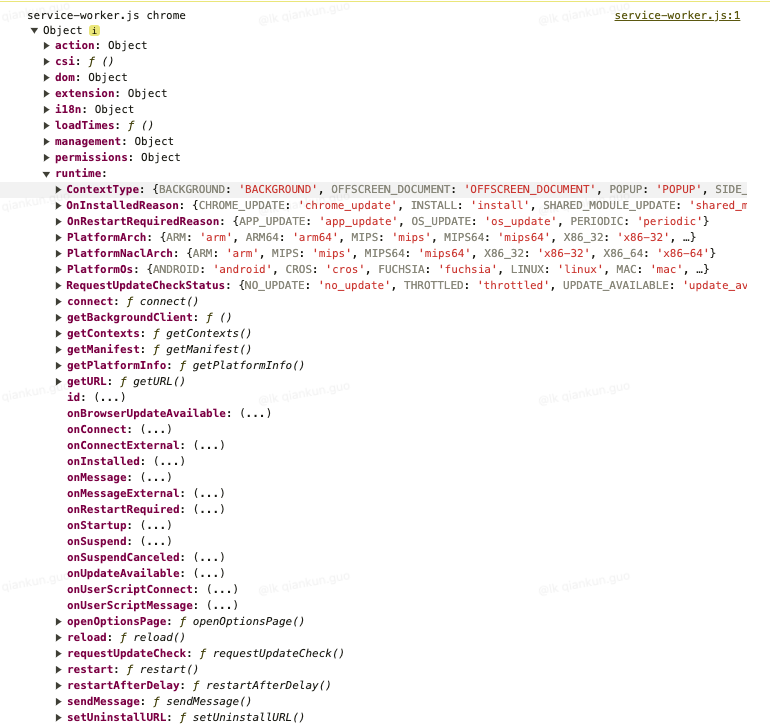 service-worker.js chrome service-worker.js:1
Object i
action: Object
csi: ƒ ()
dom: Object
extension: Object
i18n: Object
loadTimes: ƒ ()
management: Object
permissions: Object
runtime:
ContextType: {BACKGROUND: 'BACKGROUND', OFFSCREEN_DOCUMENT: 'OFFSCREEN_DOCUMENT', POPUP: 'POPUP', SIDE_
OnInstalledReason: {CHROME_UPDATE: 'chrome_update', INSTALL: 'install', SHARED_MODULE_UPDATE: 'shared_m
OnRestartRequiredReason: {APP_UPDATE: 'app_update', OS_UPDATE: 'os_update', PERIODIC: 'periodic'}
PlatformArch: {ARM: 'arm', ARM64: 'arm64', MIPS: 'mips', MIPS64: 'mips64', X86_32: 'x86-32', …}
PlatformNaclArch: {ARM: 'arm', MIPS: 'mips', MIPS64: 'mips64', X86_32: 'x86-32', X86_64: 'x86-64'}
PlatformOs: {ANDROID: 'android', CROS: 'cros', FUCHSIA: 'fuchsia', LINUX: 'linux', MAC: 'mac', …}
RequestUpdateCheckStatus: {NO_UPDATE: 'no_update', THROTTLED: 'throttled', UPDATE_AVAILABLE: 'update_av
connect: ƒ connect()
getBackgroundClient: ƒ ()
getContexts: ƒ getContexts()
getManifest: ƒ getManifest()
getPlatformInfo: ƒ getPlatformInfo()
getURL: ƒ getURL()
id: (...)
onBrowserUpdateAvailable: (...)
onConnect: (...)
onConnectExternal: (...)
onInstalled: (...)
onMessage: (...)
onMessageExternal: (...)
onRestartRequired: (...)
onStartup: (...)
onSuspend: (...)
onSuspendCanceled: (...)
onUpdateAvailable: (...)
onUserScriptConnect: (...)
onUserScriptMessage: (...)
openOptionsPage: ƒ openOptionsPage()
reload: ƒ reload()
requestUpdateCheck: ƒ requestUpdateCheck()
restart: ƒ restart()
restartAfterDelay: ƒ restartAfterDelay()
sendMessage: ƒ sendMessage()
setUninstallURL: ƒ setUninstallURL()